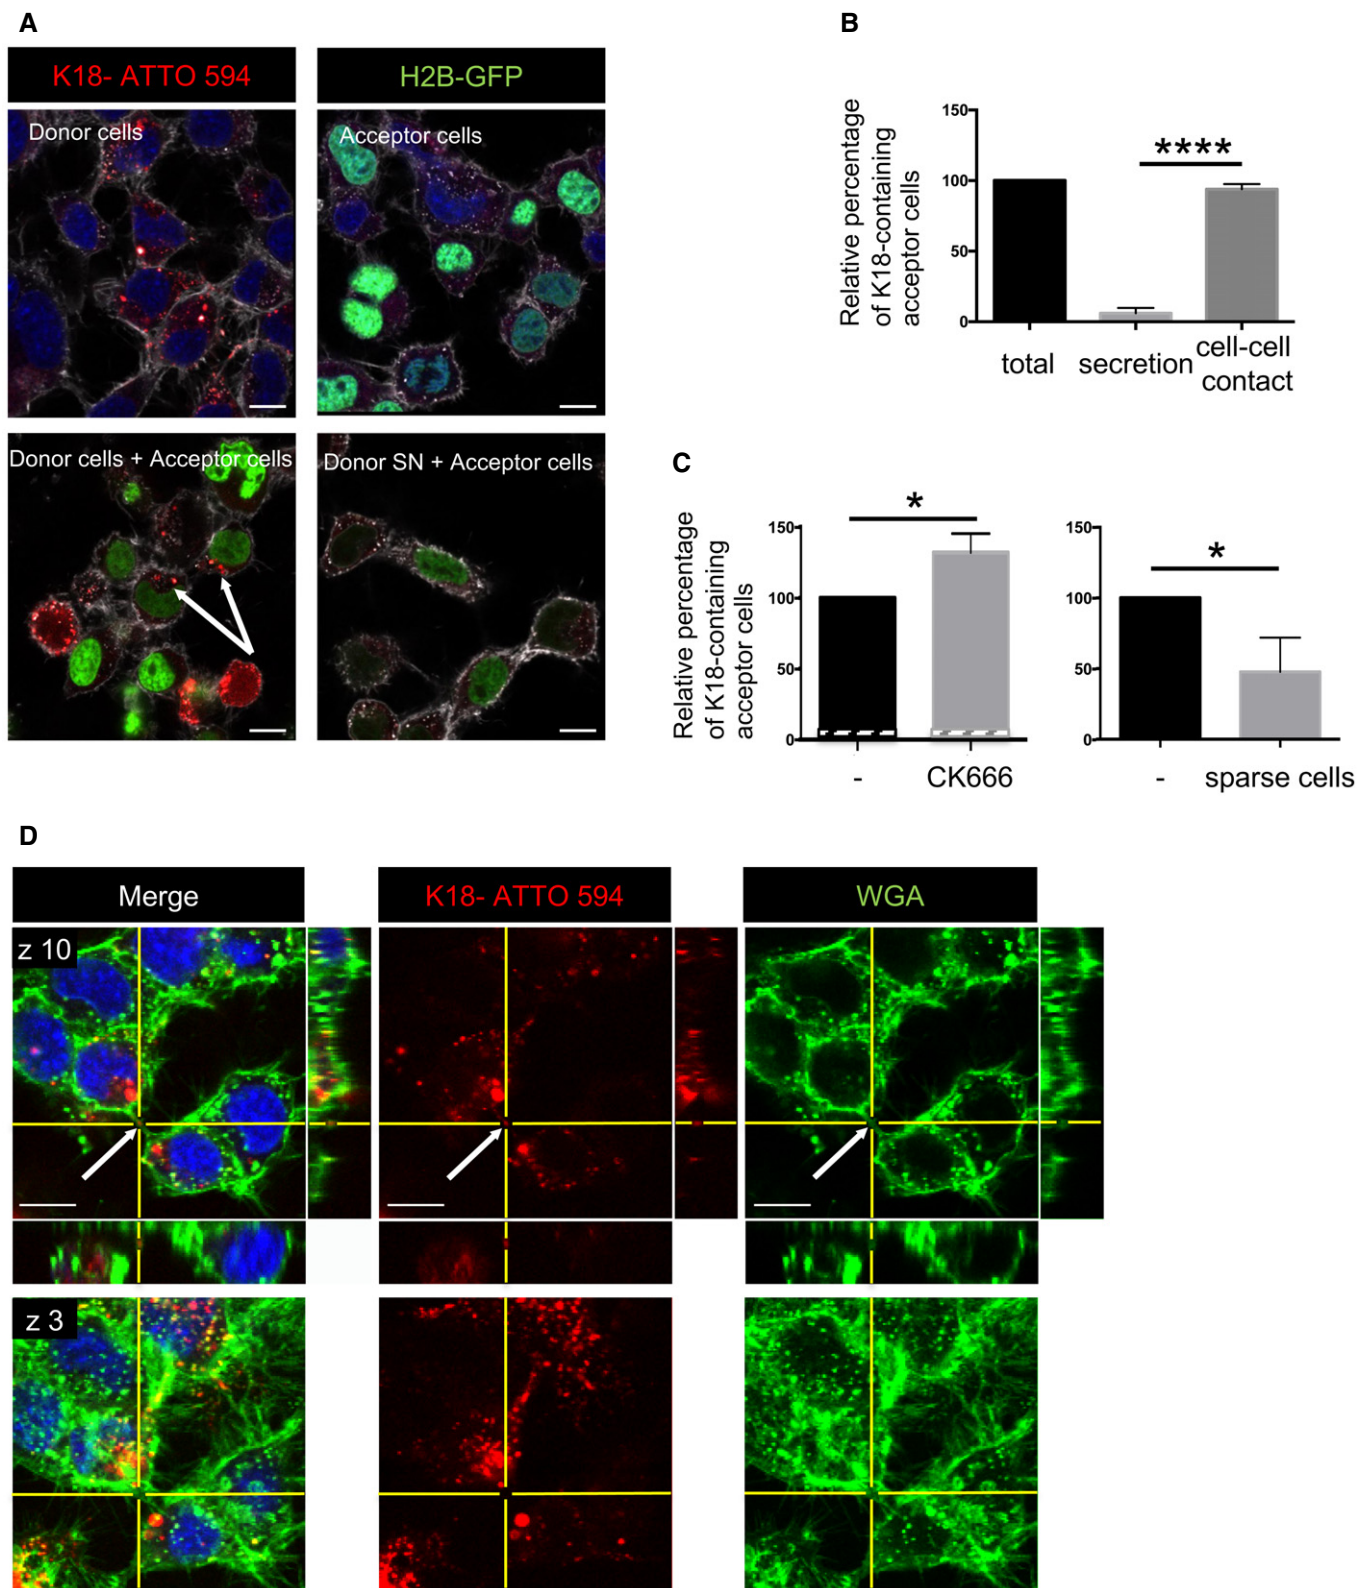 A
K18- ATTO 594
H2B-GFP
Donor cells
Acceptor cells
Donor cells + Acceptor cells
Donor SN + Acceptor cells
B
Relative percentage
of K18-containing
acceptor cells
150
100
50
0
****
total
secretion
cell-cell
contact
C
Relative percentage
of K18-containing
acceptor cells
150
100
50
0
*
-
CK666
150
100
50
0
*
-
sparse cells
D
Merge
K18- ATTO 594
WGA
z 10
z 3